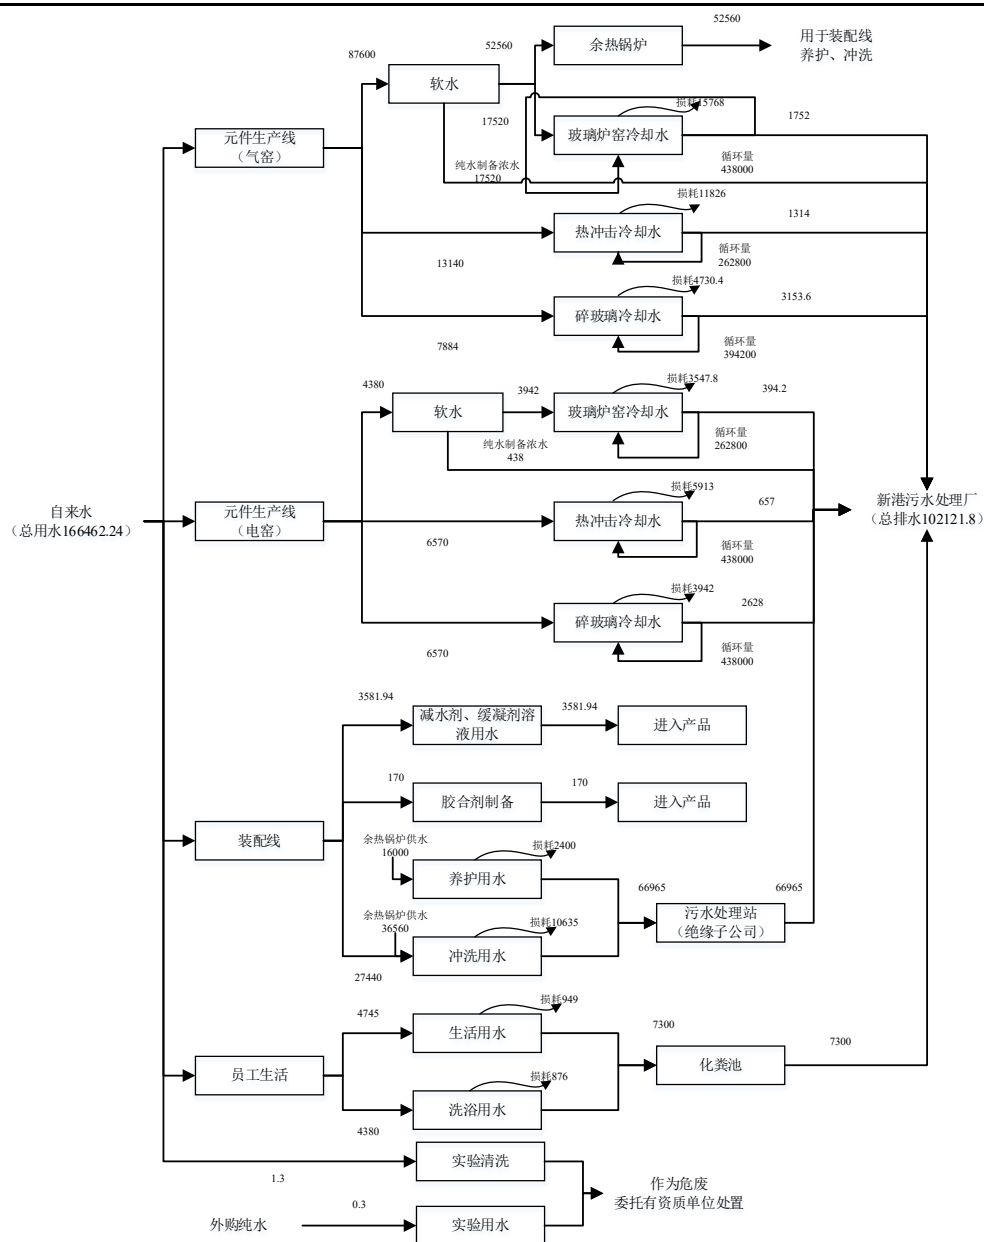 52560
87600
52560
余热锅炉
用于装配线
养护、冲洗
软水
损耗15768
17520
1752
元件生产线
（气窑）
玻璃炉窑冷却水
纯水制备浓水
17520
循环量
438000
损耗11826
1314
热冲击冷却水
13140
循环量
262800
损耗4730.4
3153.6
碎玻璃冷却水
7884
循环量
394200
4380
3942
损耗3547.8
394.2
软水
玻璃炉窑冷却水
纯水制备浓水
438
循环量
262800
损耗5913
657
自来水
（总用水166462.24）
元件生产线
（电窑）
热冲击冷却水
新港污水处理厂
（总排水102121.8）
6570
循环量
438000
损耗3942
2628
碎玻璃冷却水
6570
循环量
438000
3581.94
减水剂、缓凝剂溶
液用水
3581.94
进入产品
170
胶合剂制备
170
进入产品
装配线
余热锅炉供水
16000
损耗2400
养护用水
66965
66965
污水处理站
（绝缘子公司）
余热锅炉供水
36560
损耗10635
冲洗用水
27440
4745
损耗949
生活用水
7300
7300
员工生活
化粪池
损耗876
洗浴用水
4380
实验清洗
1.3
作为危废
委托有资质单位处置
外购纯水
0.3
实验用水